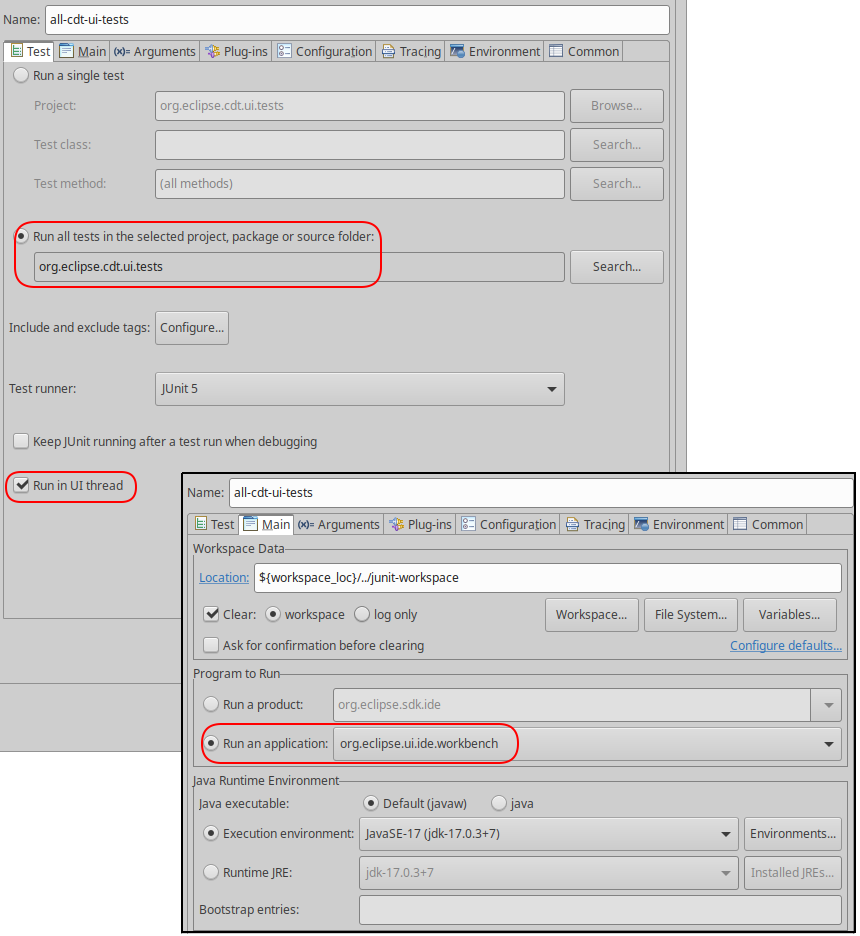 Name: all-cdt-ui-tests
Test Main (x)= Arguments Plug-ins Configuration Tracing Environment Common
Run a single test
Project: org.eclipse.cdt.ui.tests Browse...
Test class: Search...
Test method: (all methods) Search...
Run all tests in the selected project, package or source folder:
org.eclipse.cdt.ui.tests Search...
Include and exclude tags: Configure...
Test runner: JUnit 5
Keep JUnit running after a test run when debugging
Run in UI thread
Name: all-cdt-ui-tests
Test Main (x)= Arguments Plug-ins Configuration Tracing Environment Common
Workspace Data
Location: ${workspace_loc}/../junit-workspace
Clear: workspace log only Workspace... File System... Variables...
Ask for confirmation before clearing Configure defaults...
Program to Run
Run a product: org.eclipse.sdk.ide
Run an application: org.eclipse.ui.ide.workbench
Java Runtime Environment
Java executable: Default (javaw) java
Execution environment: JavaSE-17 (jdk-17.0.3+7) Environments...
Runtime JRE: jdk-17.0.3+7 Installed JREs...
Bootstrap entries: